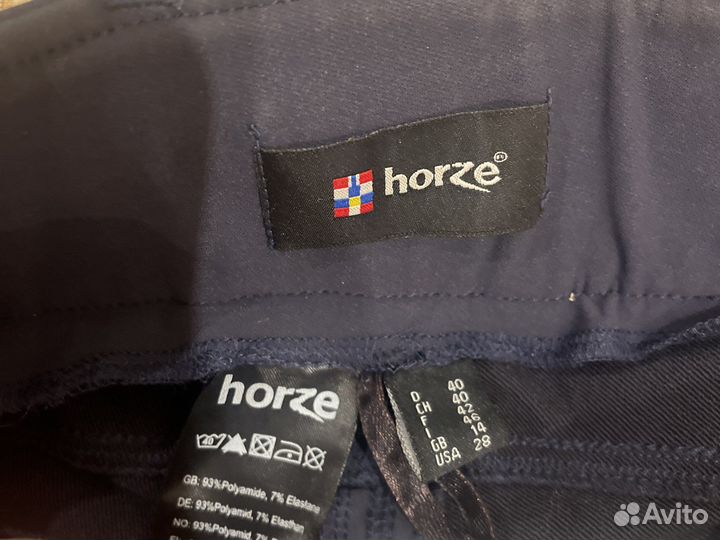 horze
horze
GB: 93%Polyamide, 7% Elastane
DE: 93%Polyamid, 7% Elasthan
NO: 93%Polyamid, 7% Elastan
D 40
CH 40
F 42
I 46
GB 14
USA 28
Avito